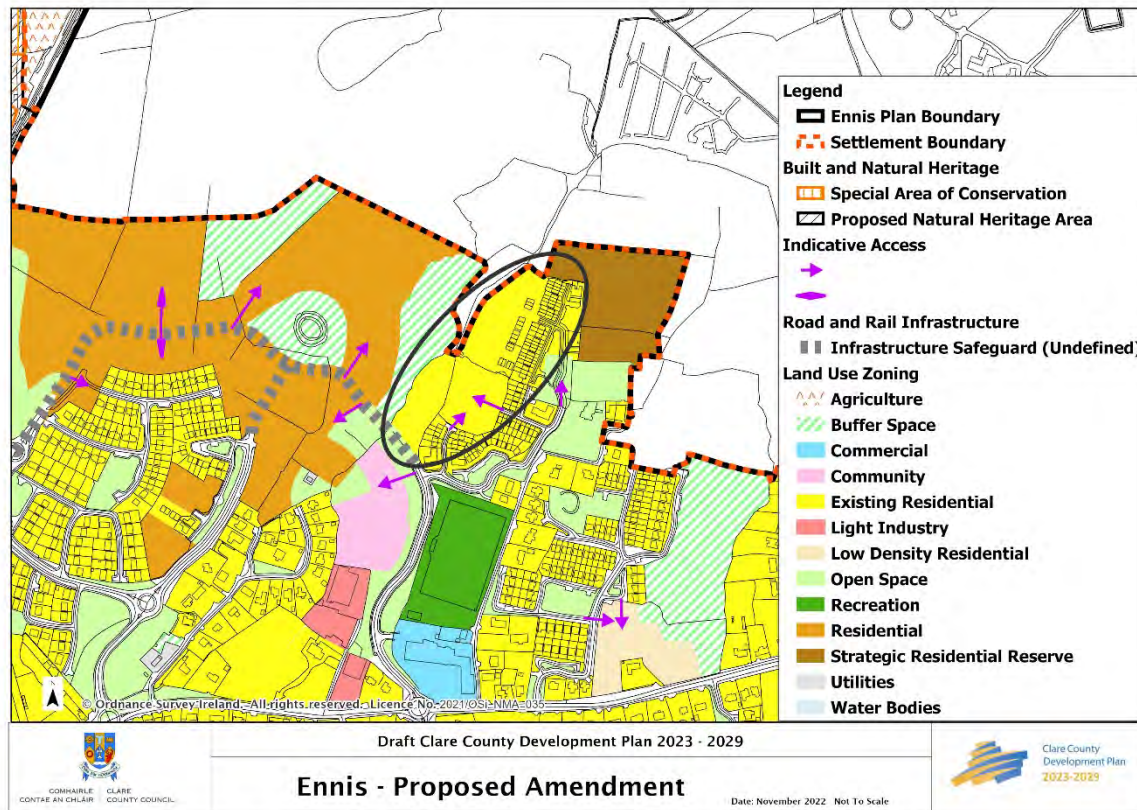 Legend
Ennis Plan Boundary
Settlement Boundary
Built and Natural Heritage
Special Area of Conservation
Proposed Natural Heritage Area
Indicative Access
Road and Rail Infrastructure
Infrastructure Safeguard (Undefined)
Land Use Zoning
Agriculture
Buffer Space
Commercial
Community
Existing Residential
Light Industry
Low Density Residential
Open Space
Recreation
Residential
Strategic Residential Reserve
Utilities
Water Bodies
N
© Ordnance Survey Ireland. All rights reserved. Licence No. 2021/OSi_NMA_035
Draft Clare County Development Plan 2023 - 2029
Ennis - Proposed Amendment
Date: November 2022 Not To Scale
COMHAIRLE CLARE
CONTAE AN CHLÁIR COUNTY COUNCIL
Clare County
Development Plan
2023-2029